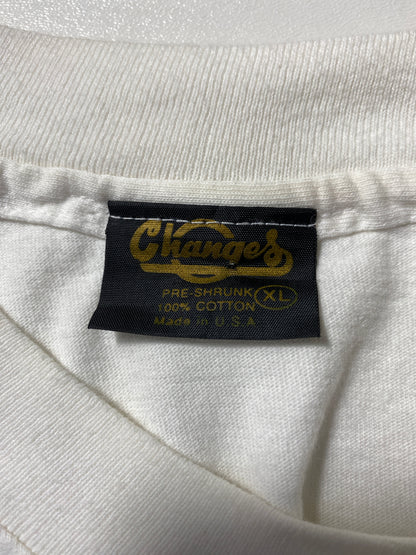 Changes
PRE-SHRUNK XL
100% COTTON
Made in U.S.A.